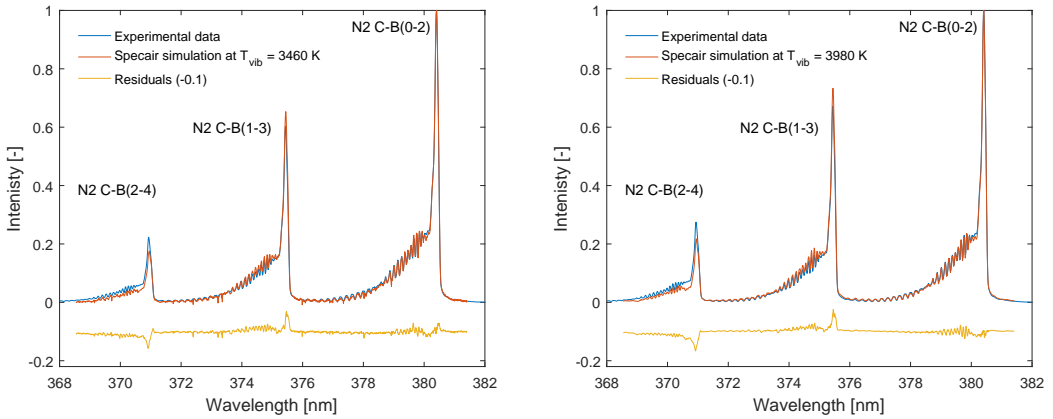 N2 C-B(0-2)
Experimental data
Specair simulation at T_vib = 3460 K
Residuals (-0.1)
N2 C-B(1-3)
N2 C-B(2-4)
1
0.8
0.6
0.4
0.2
0
-0.2
Intenisty [-]
368 370 372 374 376 378 380 382
Wavelength [nm]
N2 C-B(0-2)
Experimental data
Specair simulation at T_vib = 3980 K
Residuals (-0.1)
N2 C-B(1-3)
N2 C-B(2-4)
1
0.8
0.6
0.4
0.2
0
-0.2
Intenisty [-]
368 370 372 374 376 378 380 382
Wavelength [nm]